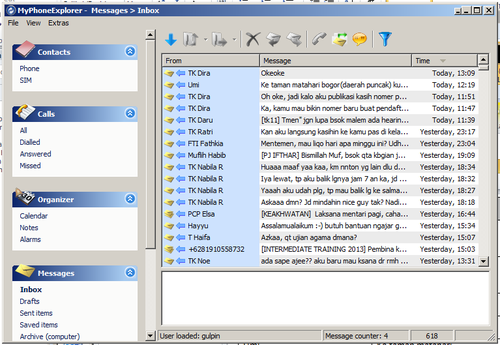 MyPhoneExplorer - Messages > Inbox
File View Extras
Contacts
Phone
SIM
Calls
All
Dialled
Answered
Missed
Organizer
Calendar
Notes
Alarms
Messages
Inbox
Drafts
Sent items
Saved items
Archive (computer)
From Message Time
TK Dira Okeoke Today, 13:09
Umi Ke taman matahari bogor(daerah puncak) ku... Today, 12:19
TK Dira Oh oke, jadi kalo aku publikasi kasih nomer p... Today, 11:51
TK Dira Ka, kamu mau bikin nomer baru buat pendaft... Today, 11:47
TK Daru [tk11] Tmen" jgn lupa bsok malem ada hearin... Today, 11:39
TK Ratri Kan aku langsung kasihin ke kamu pas di kela... Yesterday, 23:17
FTI Fathkia Mentemen, mau liqo hari apa minggu ini? Udh... Yesterday, 23:04
Muflih Habib [PJ IFTHAR] Bismillah Muf, bsok qta kbgian j... Yesterday, 19:09
TK Nabila R Huaaa maaf yaa kaa, km nnton yg lain dlu d... Yesterday, 18:34
TK Nabila R Iya lewat, tp aku balik lgnya jam 7 an ka, jd ... Yesterday, 18:32
TK Nabila R Yaaah aku udah plg, tp mau balik lg ke salma... Yesterday, 18:27
TK Nabila R Askaaa dmn? Jd mindahin nice guy tak? Nad... Yesterday, 18:18
PCP Elsa [KEAKHWATAN] Laksana mentari pagi, caha... Yesterday, 16:44
Hayyu Assalamualaikum :-) butuh bantuan ngajar g... Yesterday, 15:34
T Haifa Azkaa, qt ujian agama dmana? Yesterday, 15:07
+6281910558732 [INTERMEDIATE TRAINING 2013] Pembina k... Yesterday, 15:03
TK Noe ada sape ajee?? aku baru mau ksna dr rmh ... Yesterday, 13:31
User loaded: gulpin Message counter: 4 618